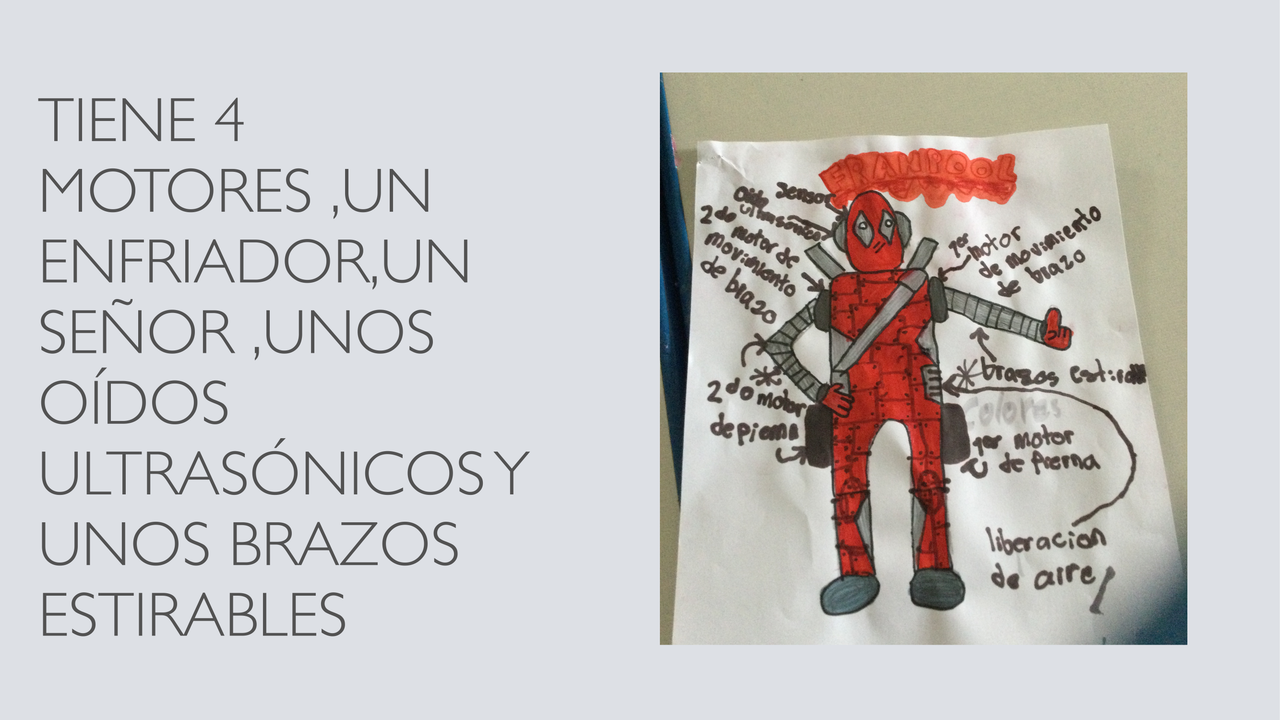 TIENE 4
MOTORES ,UN
ENFRIADOR,UN
SEÑOR ,UNOS
OÍDOS
ULTRASÓNICOS Y
UNOS BRAZOS
ESTIRABLES
FRANPOOL
Sensor
Oido
ultrasónico
2do motor de
movimiento
de brazo
1er motor
de movimiento
de brazo
brazos
2do motor
de pierna
colores
1er motor
de pierna
liberacion
de aire